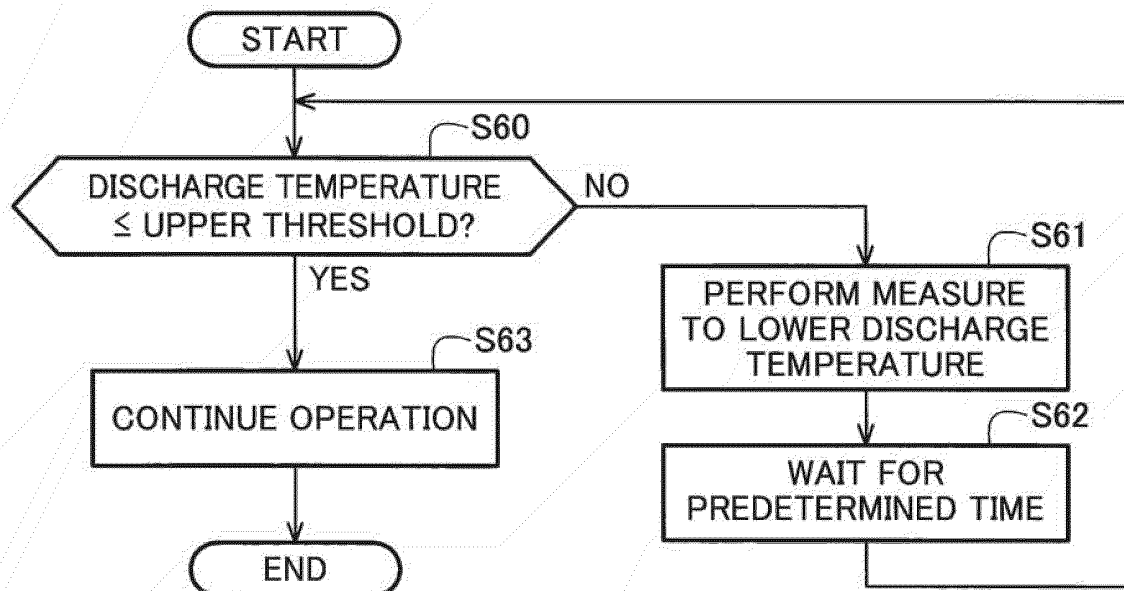 START
S60
DISCHARGE TEMPERATURE
≤ UPPER THRESHOLD?
NO
YES
S61
PERFORM MEASURE
TO LOWER DISCHARGE
TEMPERATURE
S63
CONTINUE OPERATION
S62
WAIT FOR
PREDETERMINED TIME
END